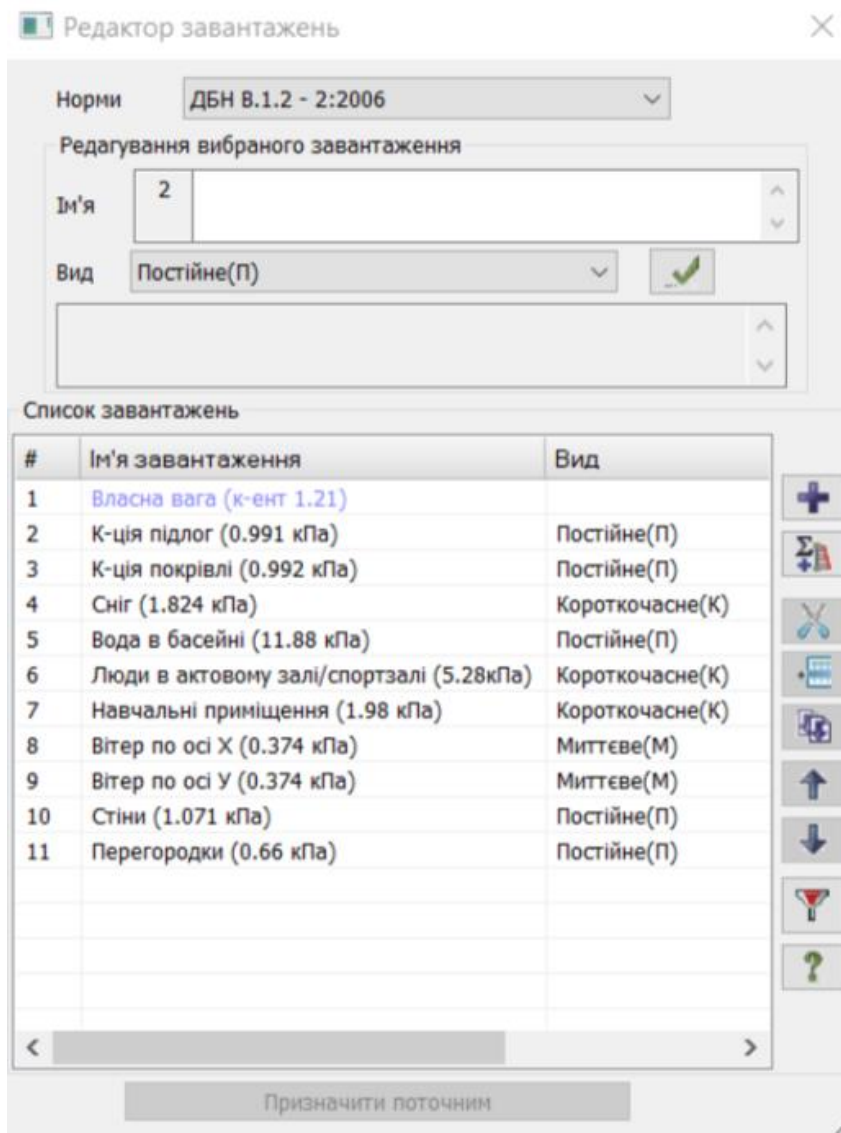 Редактор завантажень
Норми ДБН В.1.2 - 2:2006
Редагування вибраного завантаження
Ім'я 2
Вид Постійне(П)
Список завантажень
# Ім'я завантаження Вид
1 Власна вага (к-ент 1.21)
2 К-ція підлог (0.991 кПа) Постійне(П)
3 К-ція покрівлі (0.992 кПа) Постійне(П)
4 Сніг (1.824 кПа) Короткочасне(К)
5 Вода в басейні (11.88 кПа) Постійне(П)
6 Люди в актовому залі/спортзалі (5.28кПа) Короткочасне(К)
7 Навчальні приміщення (1.98 кПа) Короткочасне(К)
8 Вітер по осі Х (0.374 кПа) Миттєве(М)
9 Вітер по осі У (0.374 кПа) Миттєве(М)
10 Стіни (1.071 кПа) Постійне(П)
11 Перегородки (0.66 кПа) Постійне(П)
Призначити поточним